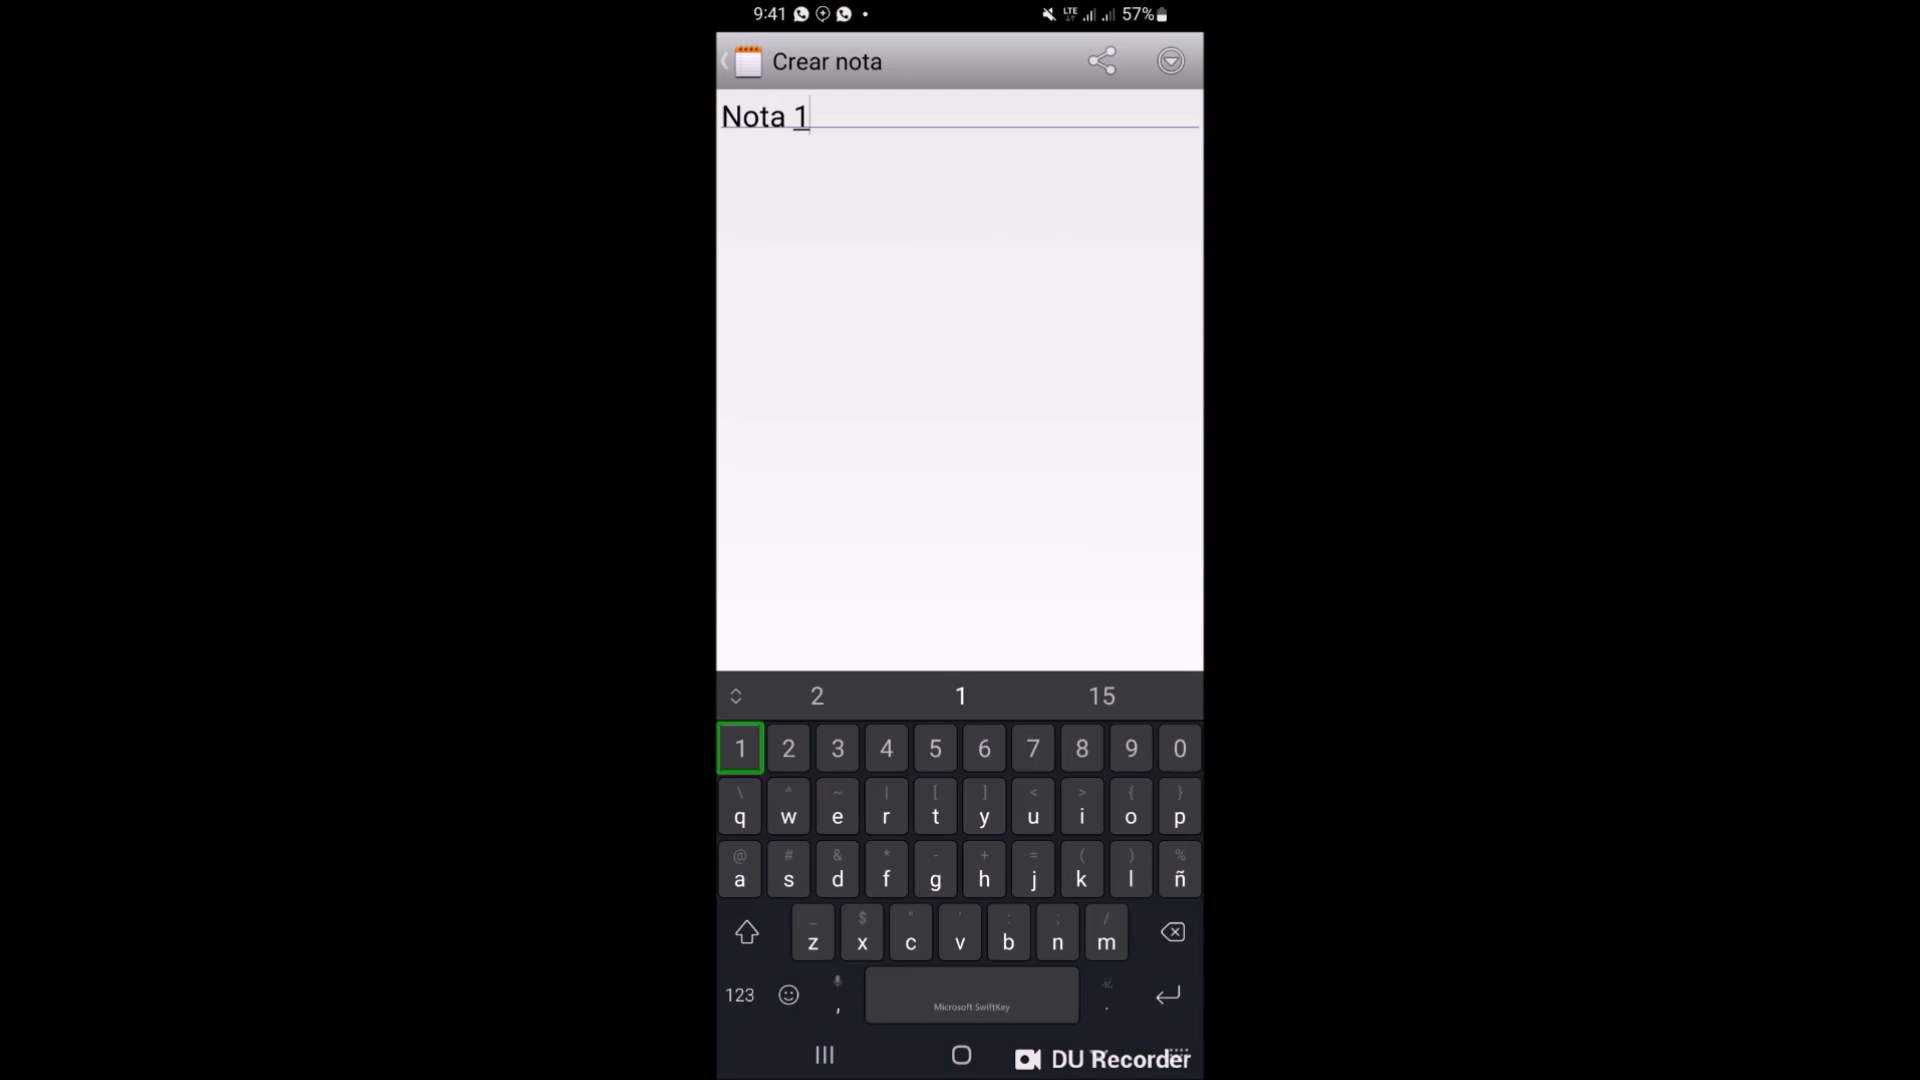 9:41 LTE 57%
Crear nota
Nota 1
2 1 15
1 2 3 4 5 6 7 8 9 0
\ ^ ~ | [ ] < > { }
q w e r t y u i o p
@ # & * - + = ( ) %
a s d f g h j k l ñ
_ $ " ' : ; /
z x c v b n m
123 , Microsoft SwiftKey .
DU Recorder